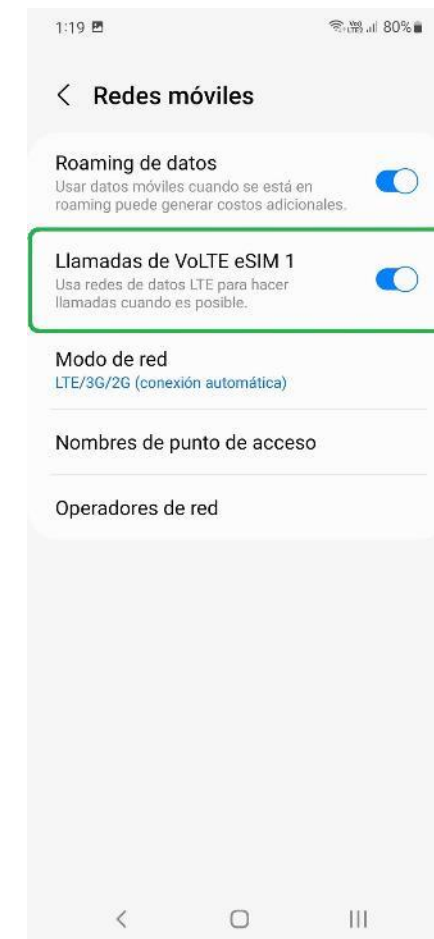 1:19 Vo)) LTE1 80%
Redes móviles
Roaming de datos
Usar datos móviles cuando se está en
roaming puede generar costos adicionales.
Llamadas de VoLTE eSIM 1
Usa redes de datos LTE para hacer
llamadas cuando es posible.
Modo de red
LTE/3G/2G (conexión automática)
Nombres de punto de acceso
Operadores de red